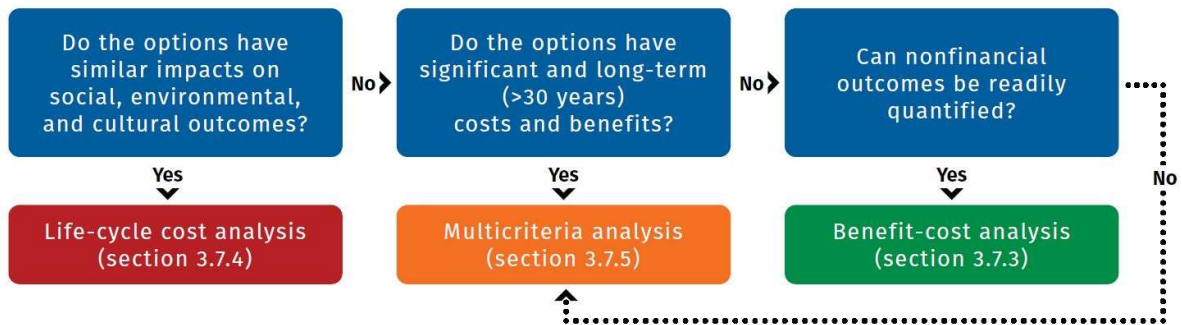 Do the options have
similar impacts on
social, environmental,
and cultural outcomes?
No
Do the options have
significant and long-term
(>30 years)
costs and benefits?
No
Can nonfinancial
outcomes be readily
quantified?
No
Yes
Yes
Yes
Life-cycle cost analysis
(section 3.7.4)
Multicriteria analysis
(section 3.7.5)
Benefit-cost analysis
(section 3.7.3)